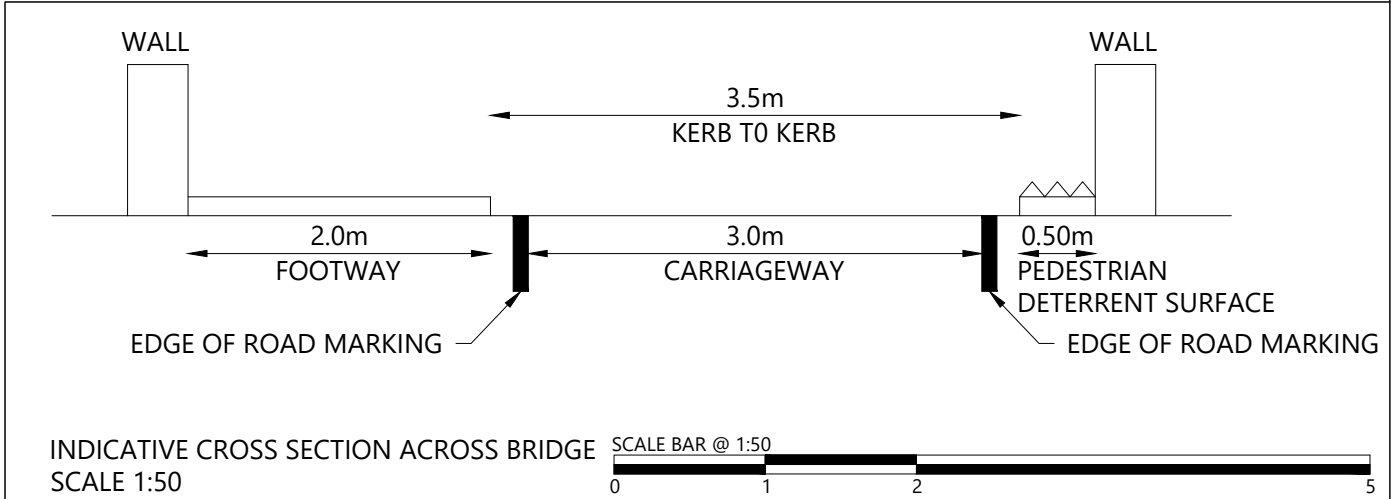 WALL
WALL
3.5m
KERB T0 KERB
2.0m
FOOTWAY
3.0m
CARRIAGEWAY
0.50m
PEDESTRIAN
DETERRENT SURFACE
EDGE OF ROAD MARKING
EDGE OF ROAD MARKING
INDICATIVE CROSS SECTION ACROSS BRIDGE
SCALE 1:50
SCALE BAR @ 1:50
0 1 2 5